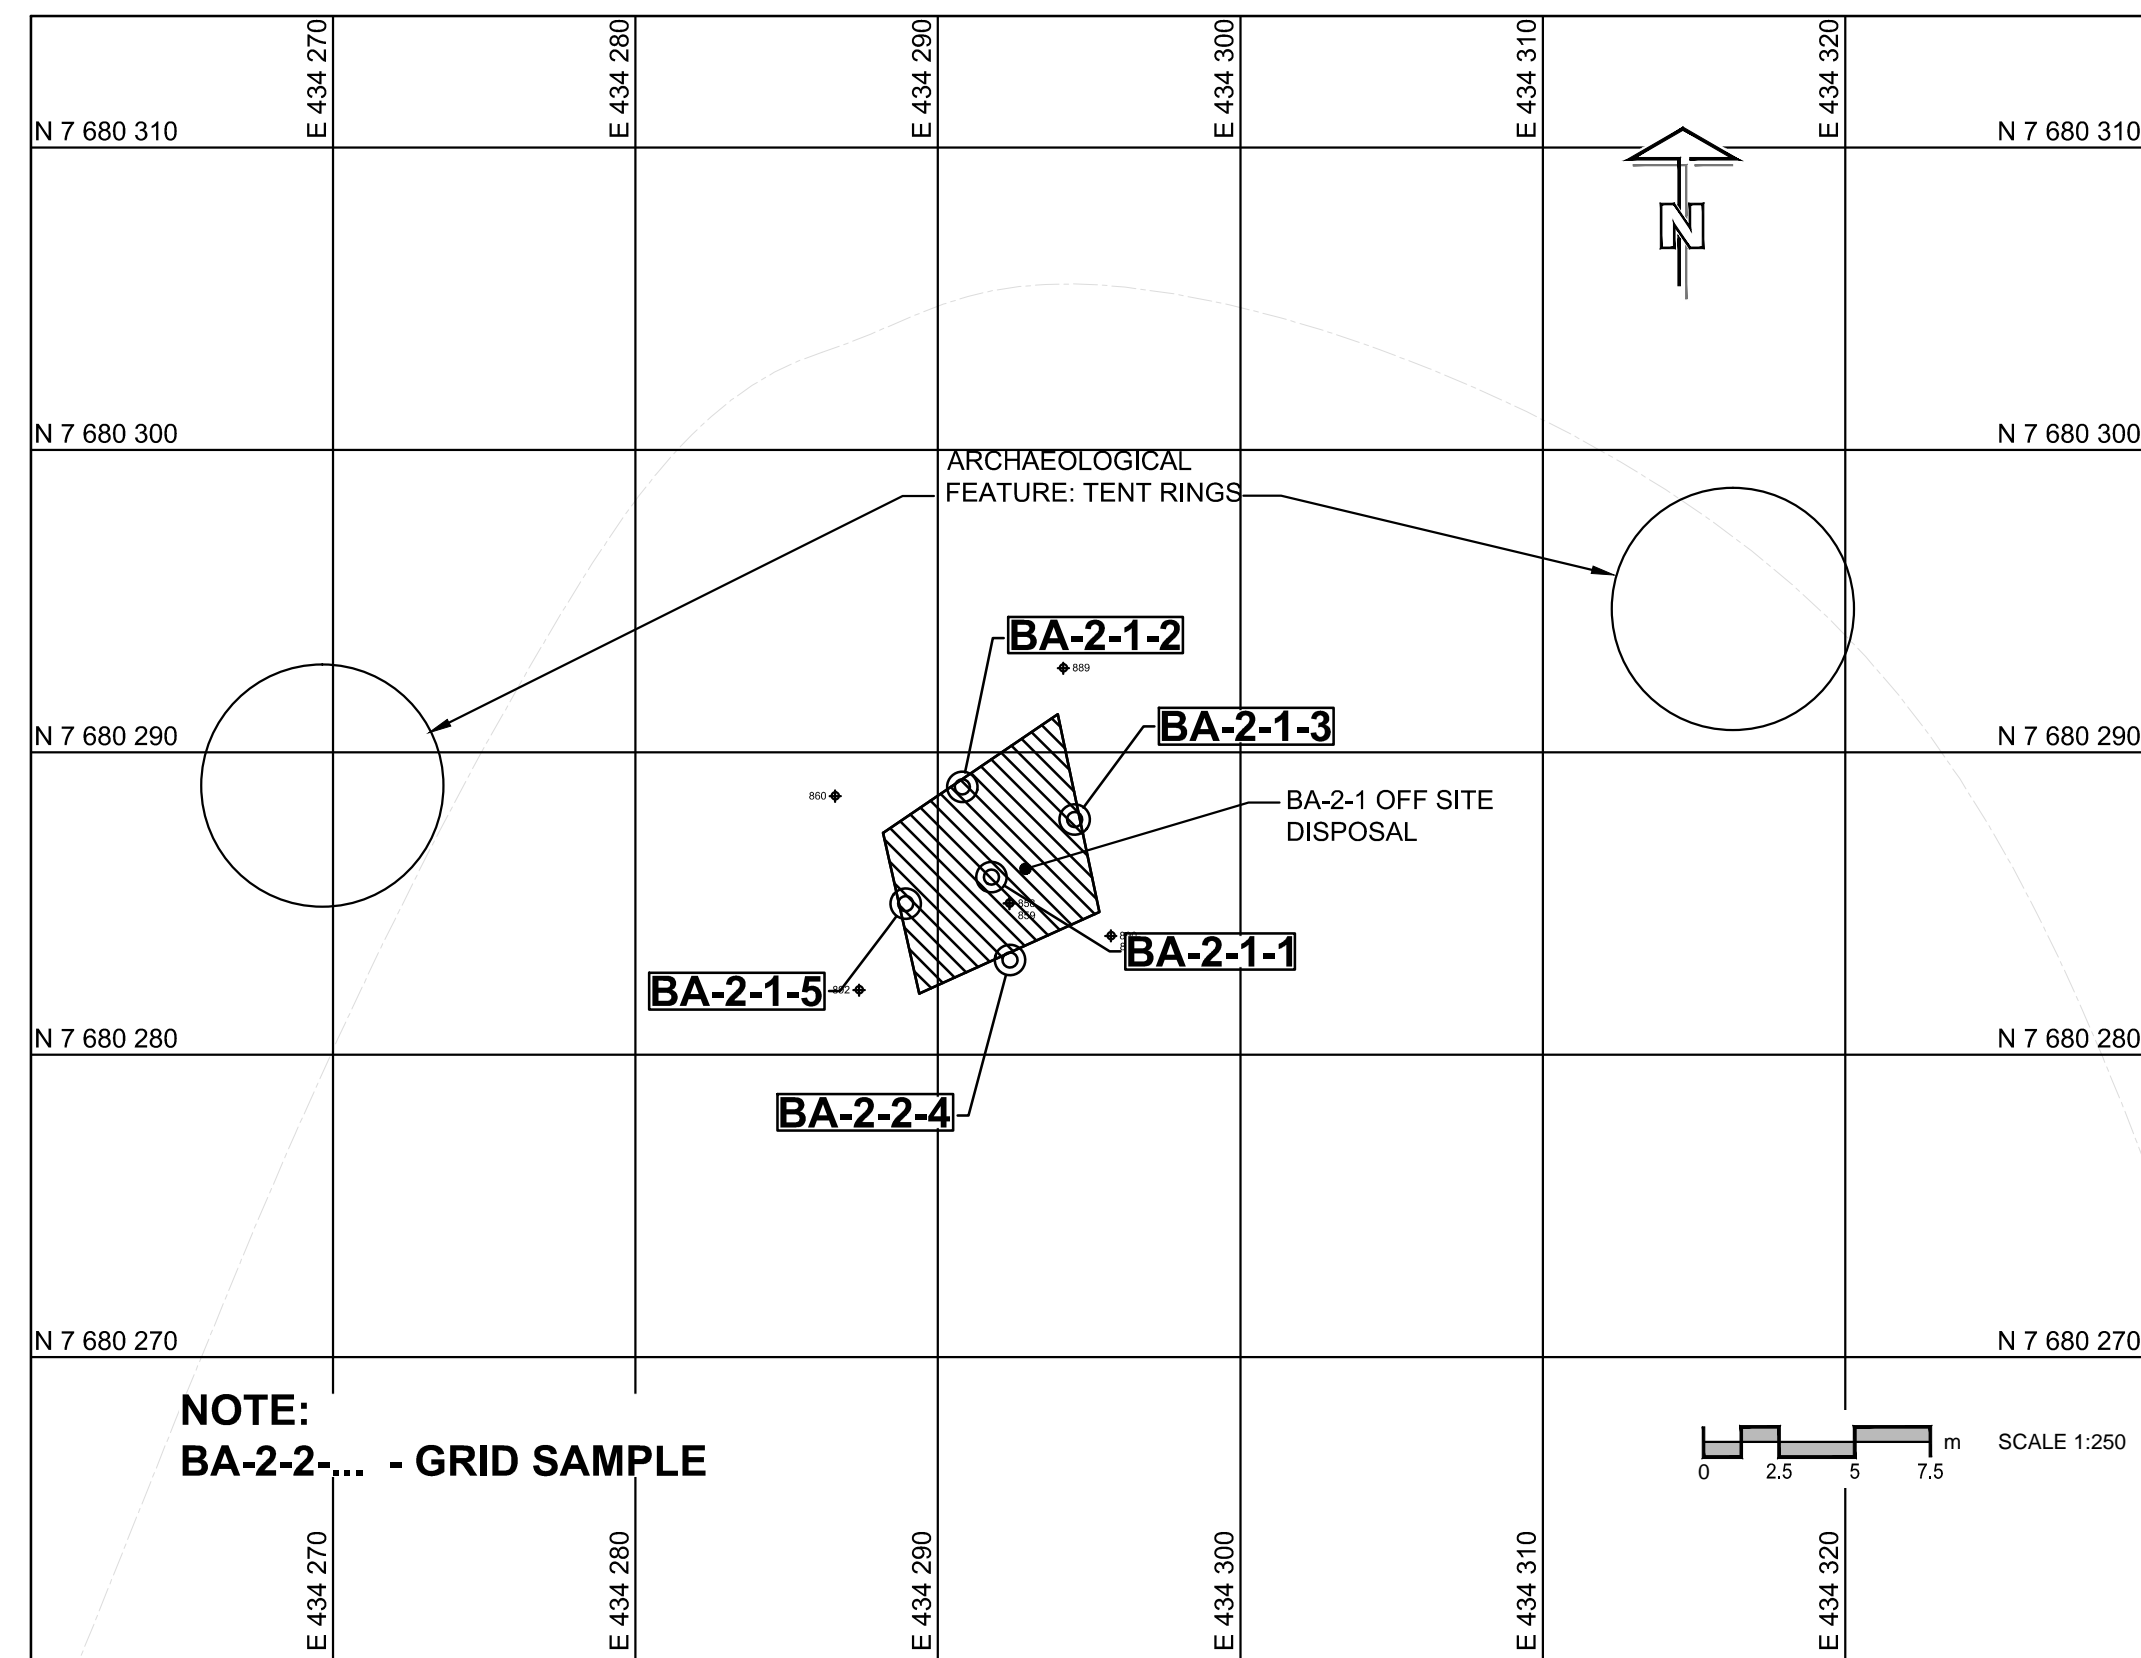 E 434 270
E 434 280
E 434 290
E 434 300
E 434 310
E 434 320
N 7 680 310
N 7 680 310
N
N 7 680 300
N 7 680 300
ARCHAEOLOGICAL
FEATURE: TENT RINGS
BA-2-1-2
889
BA-2-1-3
N 7 680 290
N 7 680 290
860
BA-2-1 OFF SITE
DISPOSAL
858
859
BA-2-1-1
BA-2-1-5
N 7 680 280
N 7 680 280
BA-2-2-4
N 7 680 270
N 7 680 270
NOTE:
BA-2-2-... - GRID SAMPLE
m
SCALE 1:250
0 2.5 5 7.5
E 434 270
E 434 280
E 434 290
E 434 300
E 434 310
E 434 320